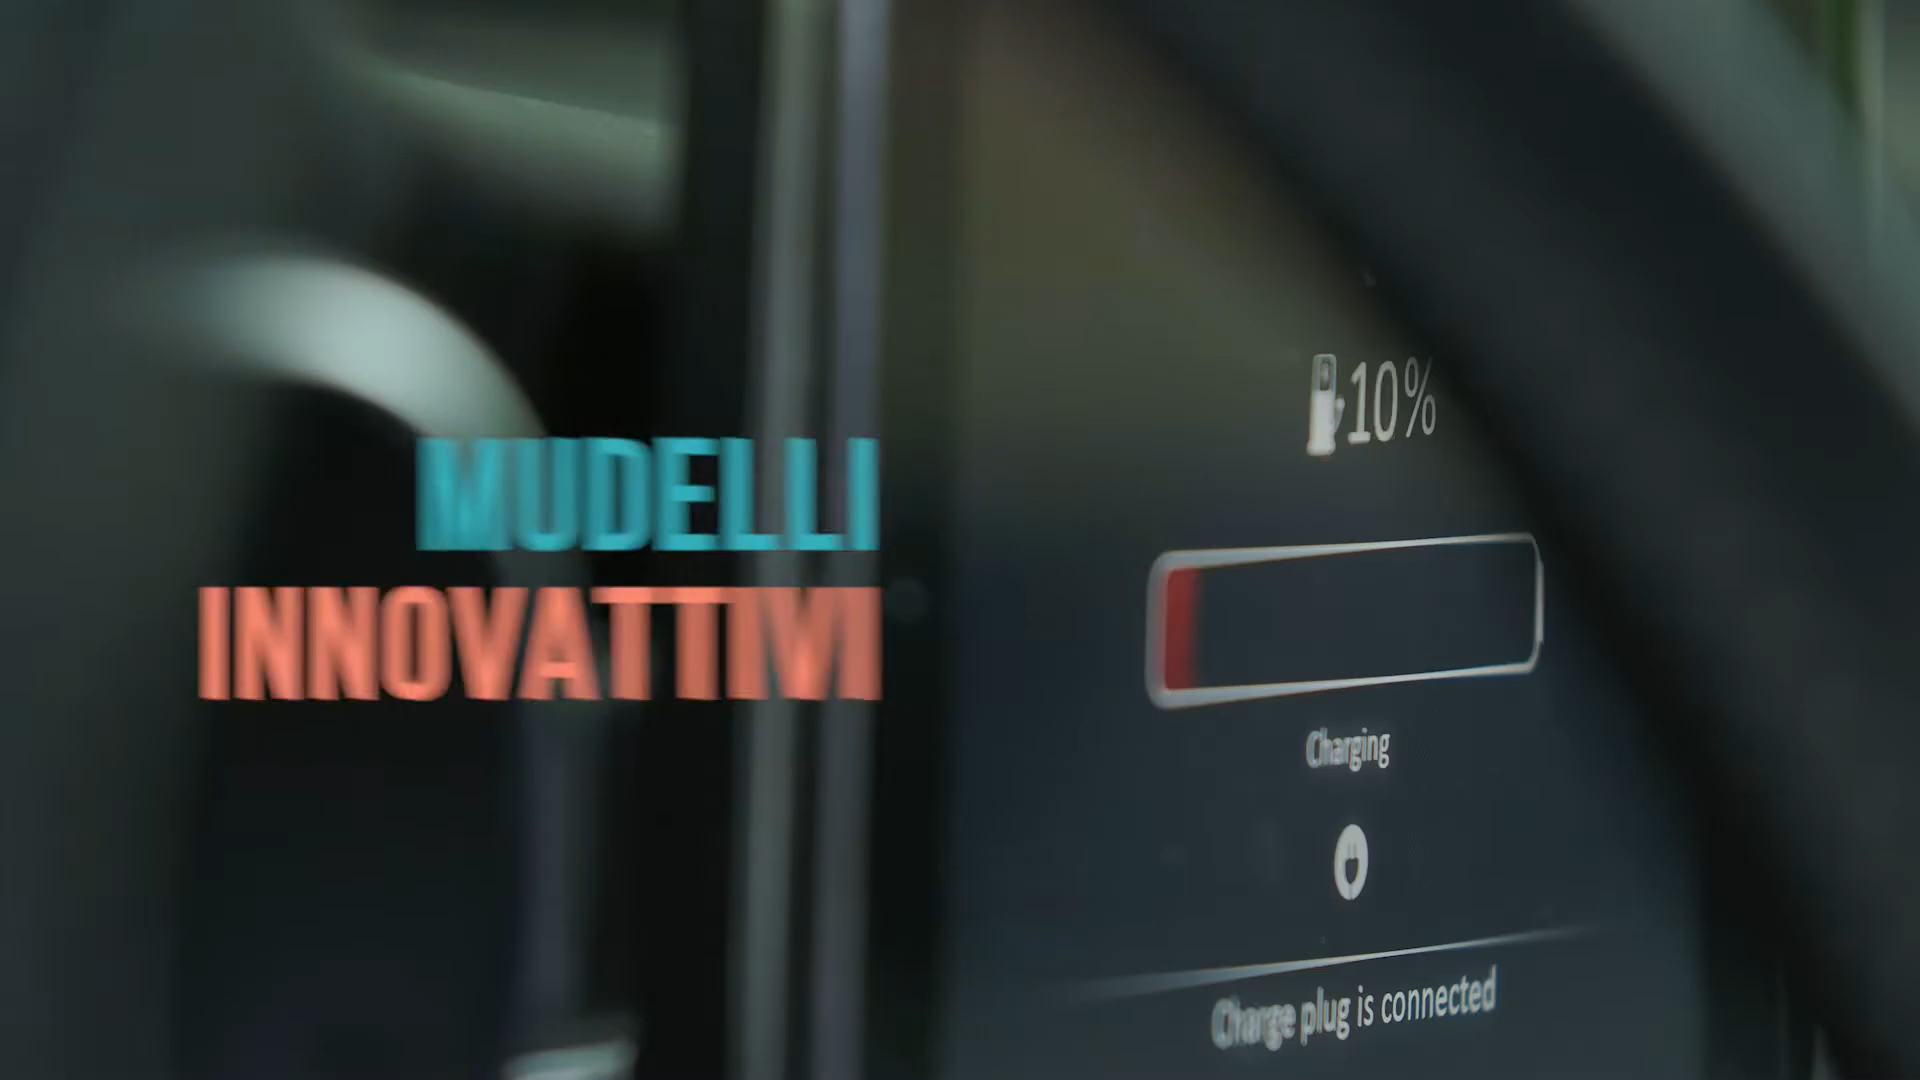 MUDELLI
INNOVATTIVI
10%
Charging
Charge plug is connected